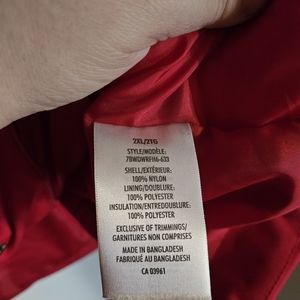 2XL/2TG
STYLE/MODÈLE:
7BWDWRFH6-633
SHELL/EXTÉRIEUR:
100% NYLON
LINING/DOUBLURE:
100% POLYESTER
INSULATION/ENTREDOUBLURE:
100% POLYESTER
EXCLUSIVE OF TRIMMINGS/
GARNITURES NON COMPRISES
MADE IN BANGLADESH
FABRIQUÉ AU BANGLADESH
CA 03961